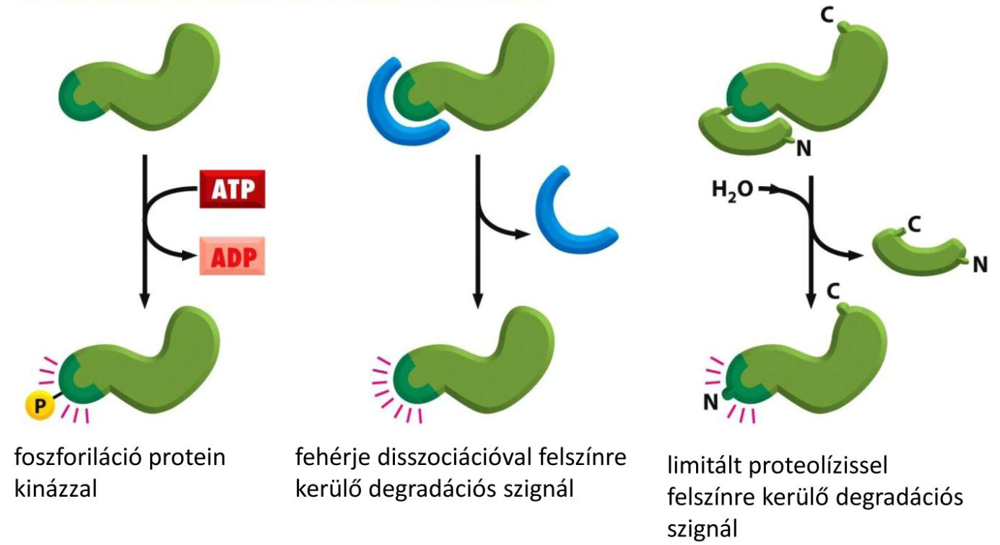 C
N
ATP
ADP
H₂O
C
N
C
P
N
foszforiláció protein
kinázzal
fehérje disszociációval felszínre
kerülő degradációs szignál
limitált proteolízissel
felszínre kerülő degradációs
szignál